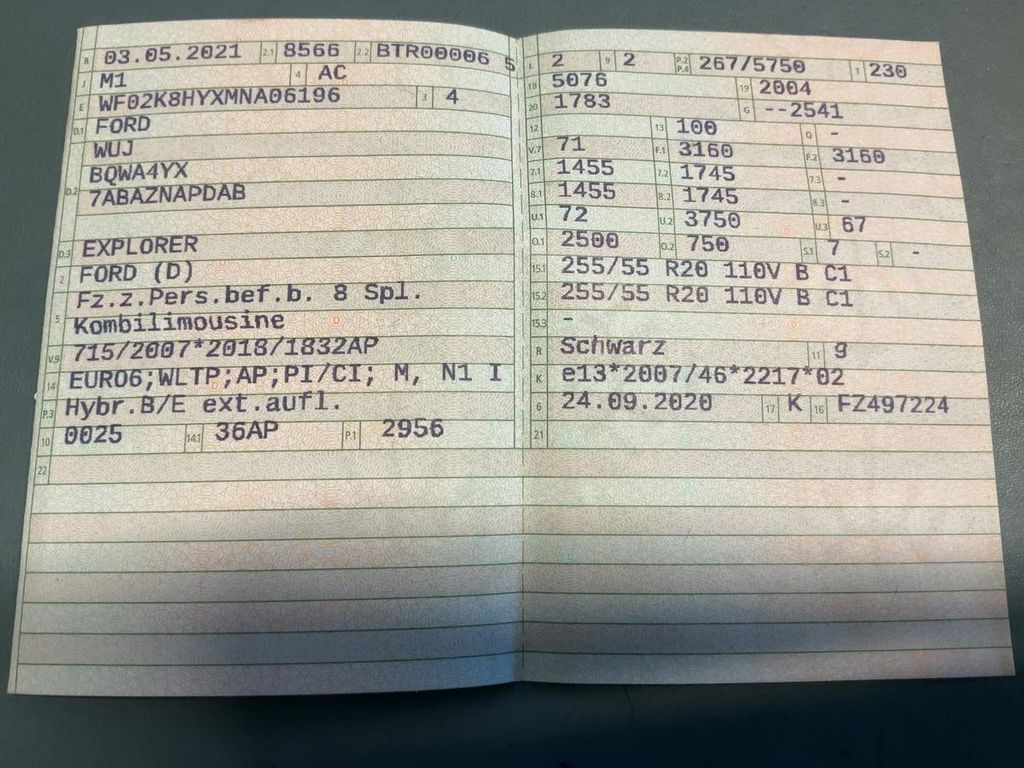 B 03.05.2021 2.1 8566 2.2 BTR00006 5
J M1 4 AC
E WF02K8HYXMNA06196 3 4
D.1 FORD
WUJ
D.2 BQWA4YX
7ABAZNAPDAB
D.3 EXPLORER
2 FORD (D)
5 Fz.z.Pers.bef.b. 8 Spl.
Kombilimousine
V.9 715/2007*2018/1832AP
14 EURO6;WLTP;AP;PI/CI; M, N1 I
P.3 Hybr.B/E ext.aufl.
10 0025 14.1 36AP P.1 2956
22
L 2 9 2 P.2 P.4 267/5750 T 230
18 5076 19 2004
20 1783 G --2541
12 13 100 Q -
V.7 71 F.1 3160 F.2 3160
7.1 1455 7.2 1745 7.3 -
8.1 1455 8.2 1745 8.3 -
U.1 72 U.2 3750 U.3 67
O.1 2500 O.2 750 S.1 7 S.2 -
15.1 255/55 R20 110V B C1
15.2 255/55 R20 110V B C1
15.3 -
R Schwarz 11 9
K e13*2007/46*2217*02
6 24.09.2020 17 K 16 FZ497224
21